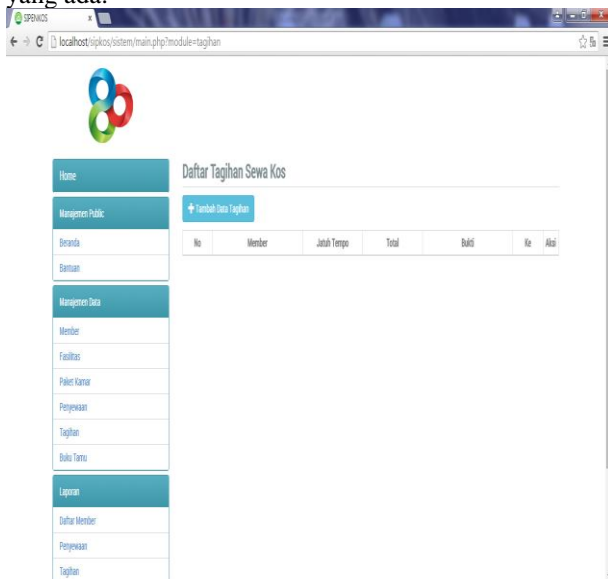 yang ada.
SIPENKOS
localhost/sipkos/sistem/main.php?module=tagihan
Home
Manajemen Public
Beranda
Bantuan
Manajemen Data
Member
Fasilitas
Paket Kamar
Penyewaan
Tagihan
Buku Tamu
Laporan
Daftar Member
Penyewaan
Tagihan
Daftar Tagihan Sewa Kos
Tambah Data Tagihan
No Member Jatuh Tempo Total Bukti Ke Aksi